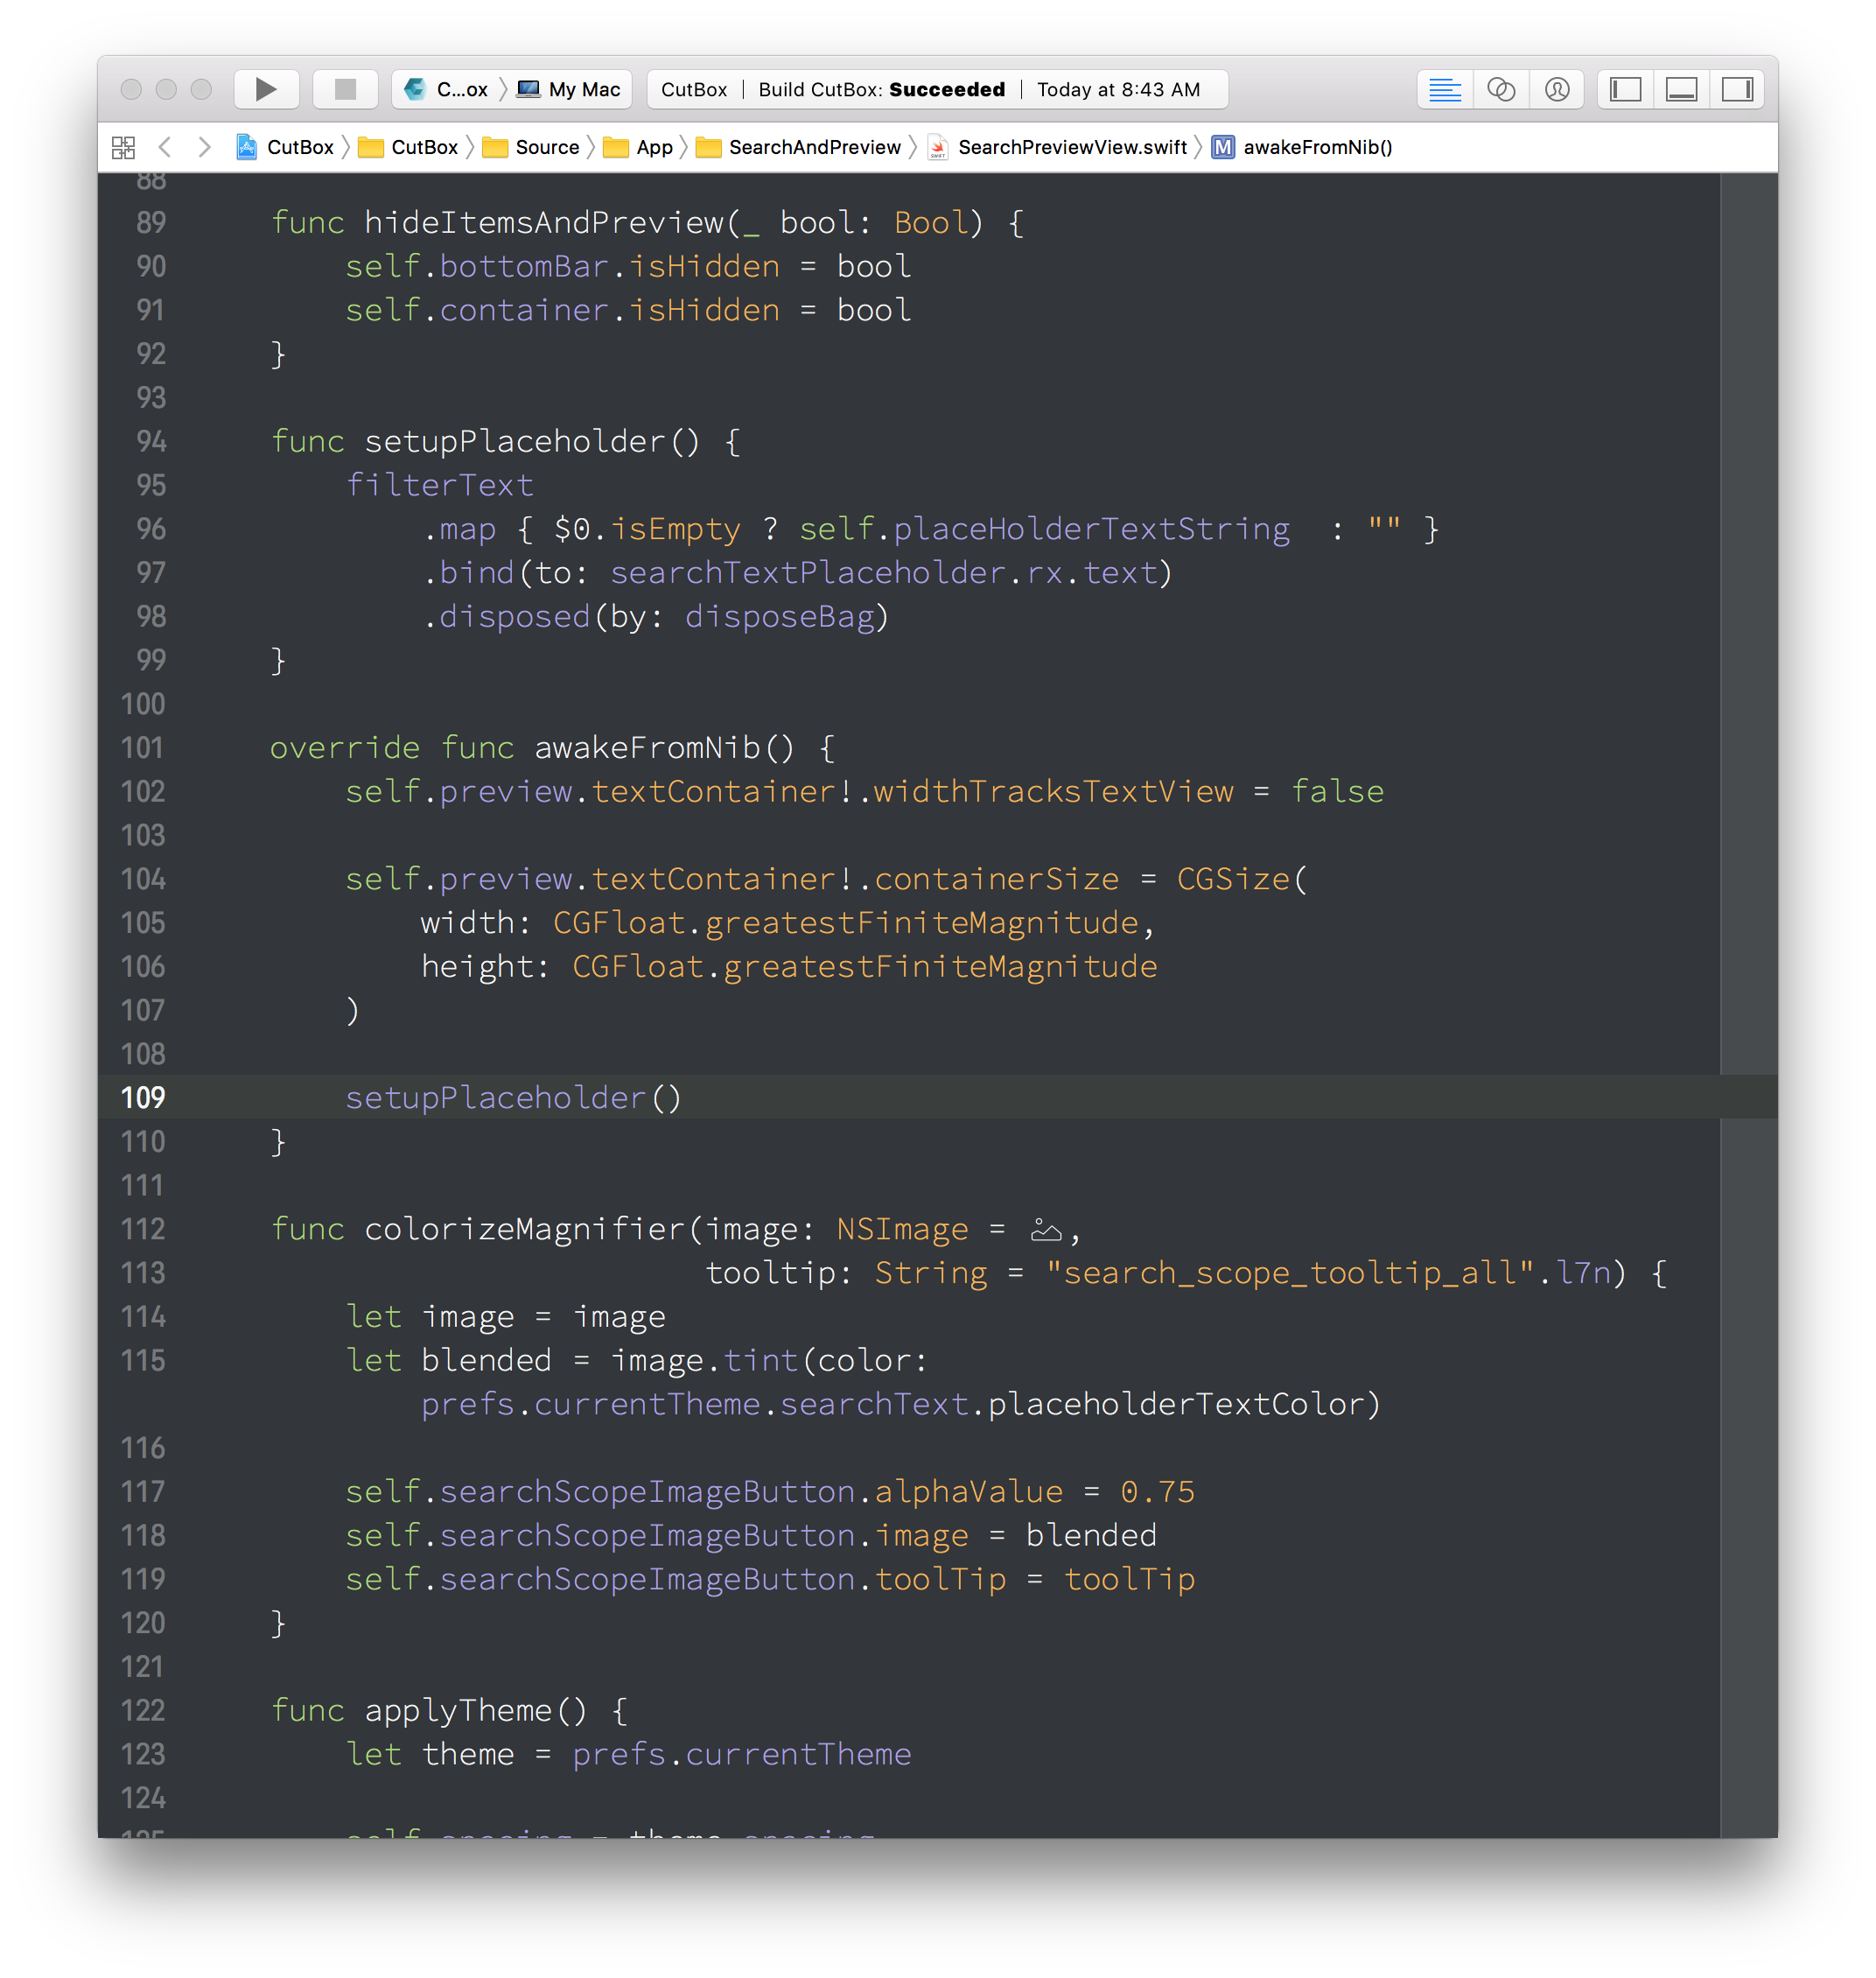 C...ox My Mac CutBox | Build CutBox: Succeeded | Today at 8:43 AM
CutBox CutBox Source App SearchAndPreview SearchPreviewView.swift M awakeFromNib()
88
89 func hideItemsAndPreview(_ bool: Bool) {
90 self.bottomBar.isHidden = bool
91 self.container.isHidden = bool
92 }
93
94 func setupPlaceholder() {
95 filterText
96 .map { $0.isEmpty ? self.placeHolderTextString  : "" }
97 .bind(to: searchTextPlaceholder.rx.text)
98 .disposed(by: disposeBag)
99 }
100
101 override func awakeFromNib() {
102 self.preview.textContainer!.widthTracksTextView = false
103
104 self.preview.textContainer!.containerSize = CGSize(
105 width: CGFloat.greatestFiniteMagnitude,
106 height: CGFloat.greatestFiniteMagnitude
107 )
108
109 setupPlaceholder()
110 }
111
112 func colorizeMagnifier(image: NSImage = ,
113 tooltip: String = "search_scope_tooltip_all".l7n) {
114 let image = image
115 let blended = image.tint(color:
prefs.currentTheme.searchText.placeholderTextColor)
116
117 self.searchScopeImageButton.alphaValue = 0.75
118 self.searchScopeImageButton.image = blended
119 self.searchScopeImageButton.toolTip = toolTip
120 }
121
122 func applyTheme() {
123 let theme = prefs.currentTheme
124
125 self.spacing = theme.spacing